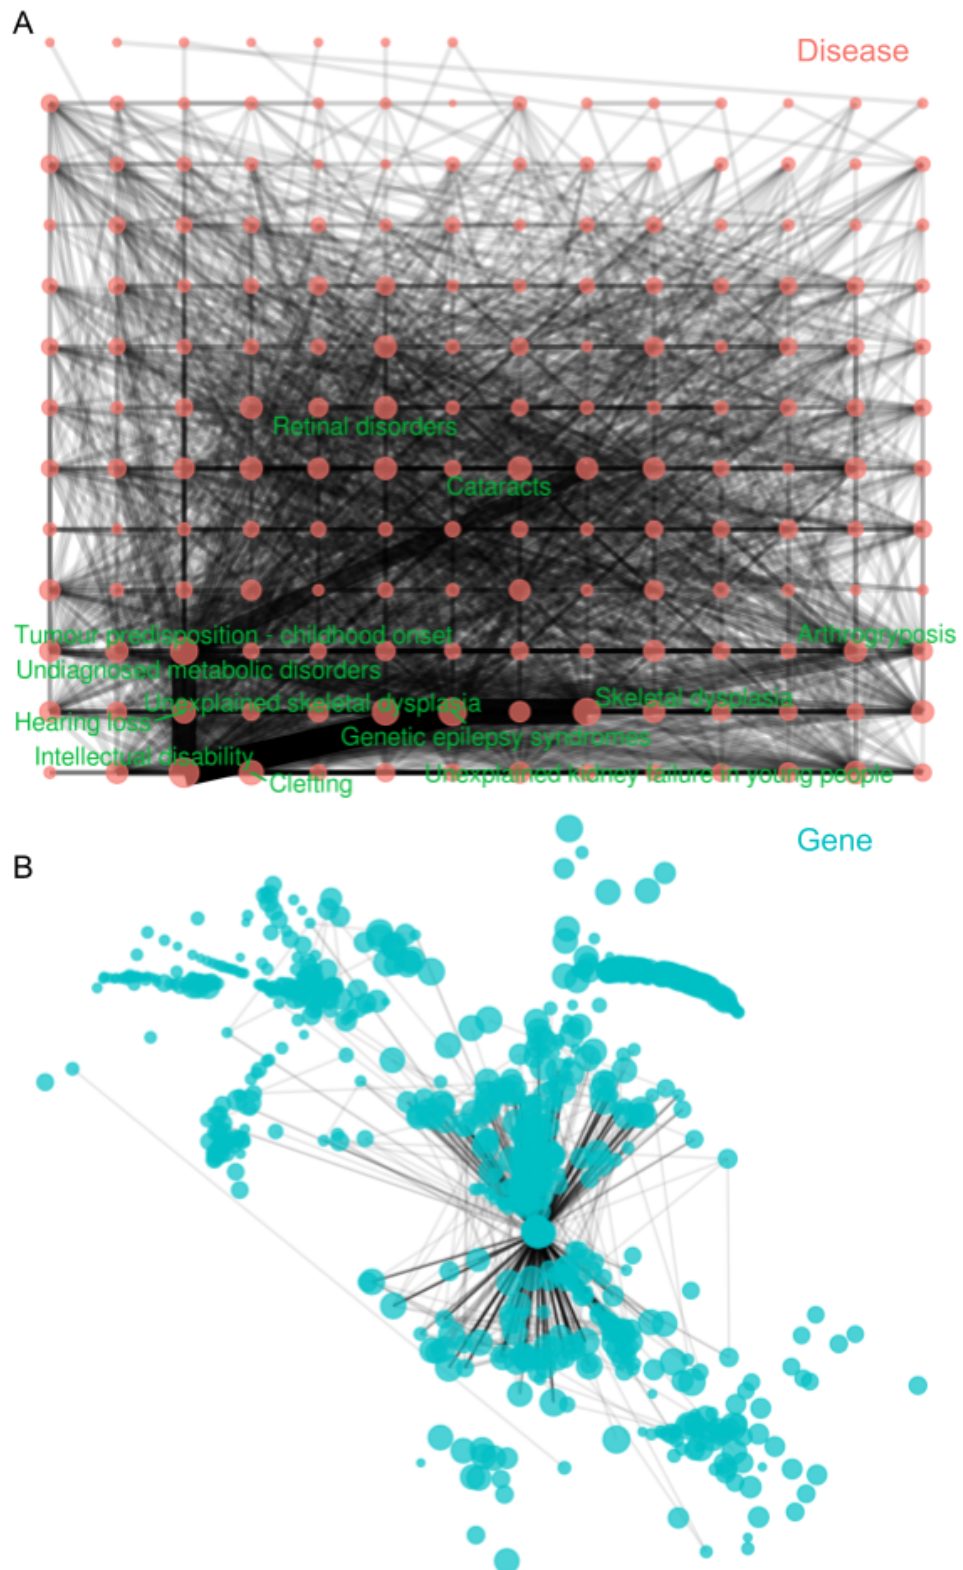 A
Disease
Retinal disorders
Cataracts
Tumour predisposition - childhood onset
Arthrogryposis
Undiagnosed metabolic disorders
Unexplained skeletal dysplasia
Skeletal dysplasia
Hearing loss
Genetic epilepsy syndromes
Intellectual disability
Unexplained kidney failure in young people
Clefting
Gene
B